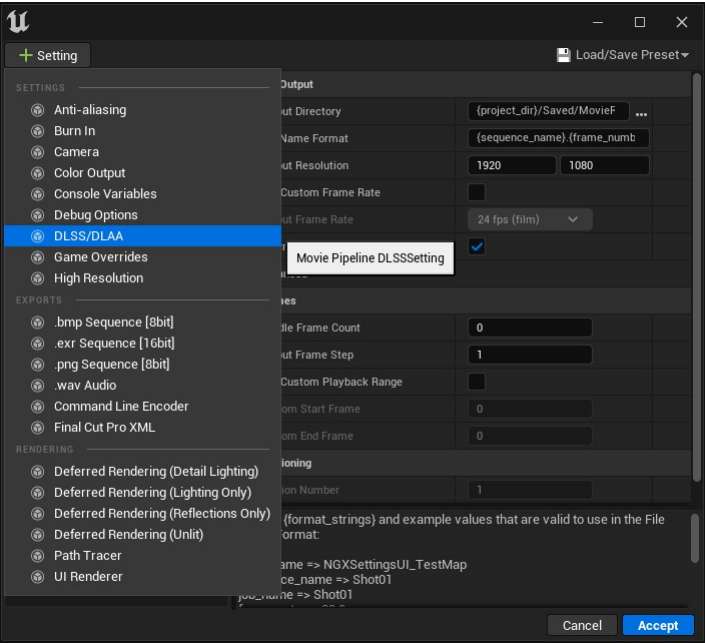 Setting
Load/Save Preset
SETTINGS
Anti-aliasing
Burn In
Camera
Color Output
Console Variables
Debug Options
DLSS/DLAA
Game Overrides
High Resolution
EXPORTS
.bmp Sequence [8bit]
.exr Sequence [16bit]
.png Sequence [8bit]
.wav Audio
Command Line Encoder
Final Cut Pro XML
RENDERING
Deferred Rendering (Detail Lighting)
Deferred Rendering (Lighting Only)
Deferred Rendering (Reflections Only)
Deferred Rendering (Unlit)
Path Tracer
UI Renderer
Movie Pipeline DLSSSetting
Output
Directory
{project_dir}/Saved/MovieF
...
Name Format
{sequence_name}.{frame_numb
Resolution
1920
1080
Custom Frame Rate
Frame Rate
24 fps (film)
Frame Count
0
Frame Step
1
Custom Playback Range
Start Frame
0
End Frame
0
Number
1
{format_strings} and example values that are valid to use in the File
=> NGXSettingsUI_TestMap
=> Shot01
job_name => Shot01
Cancel
Accept